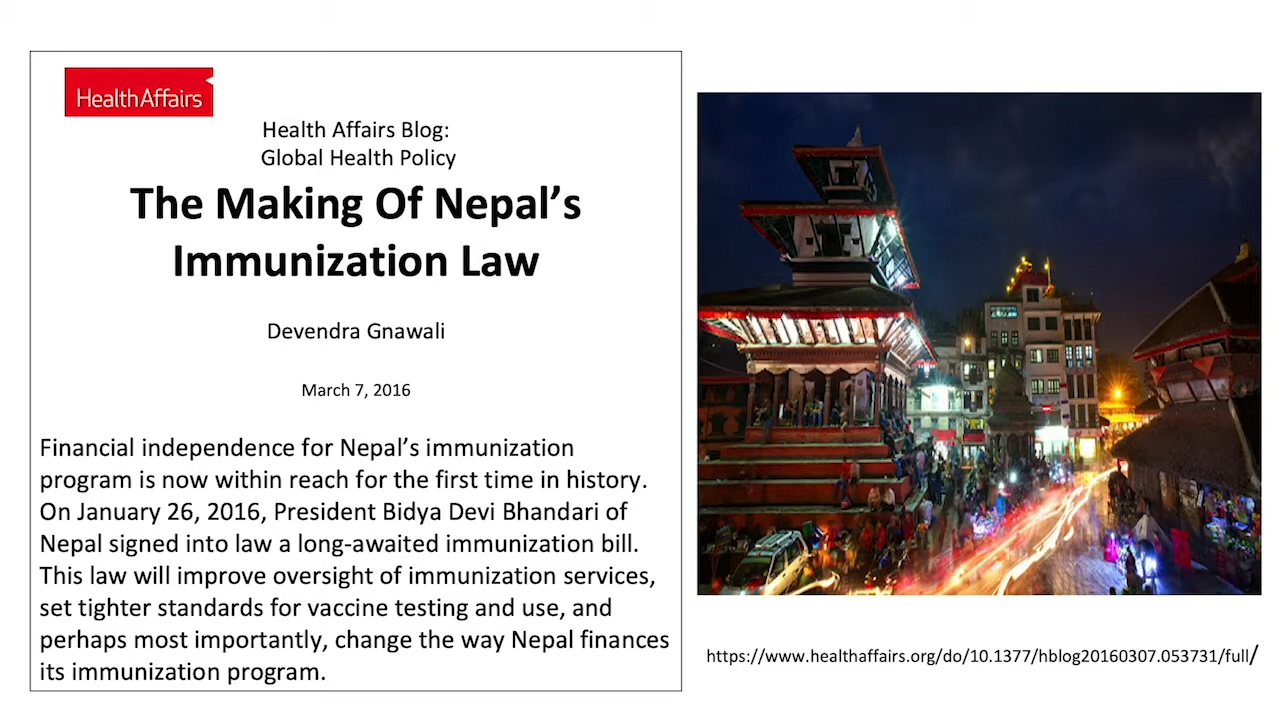 HealthAffairs
Health Affairs Blog:
Global Health Policy
The Making Of Nepal’s
Immunization Law
Devendra Gnawali
March 7, 2016
Financial independence for Nepal’s immunization
program is now within reach for the first time in history.
On January 26, 2016, President Bidya Devi Bhandari of
Nepal signed into law a long-awaited immunization bill.
This law will improve oversight of immunization services,
set tighter standards for vaccine testing and use, and
perhaps most importantly, change the way Nepal finances
its immunization program.
https://www.healthaffairs.org/do/10.1377/hblog20160307.053731/full/